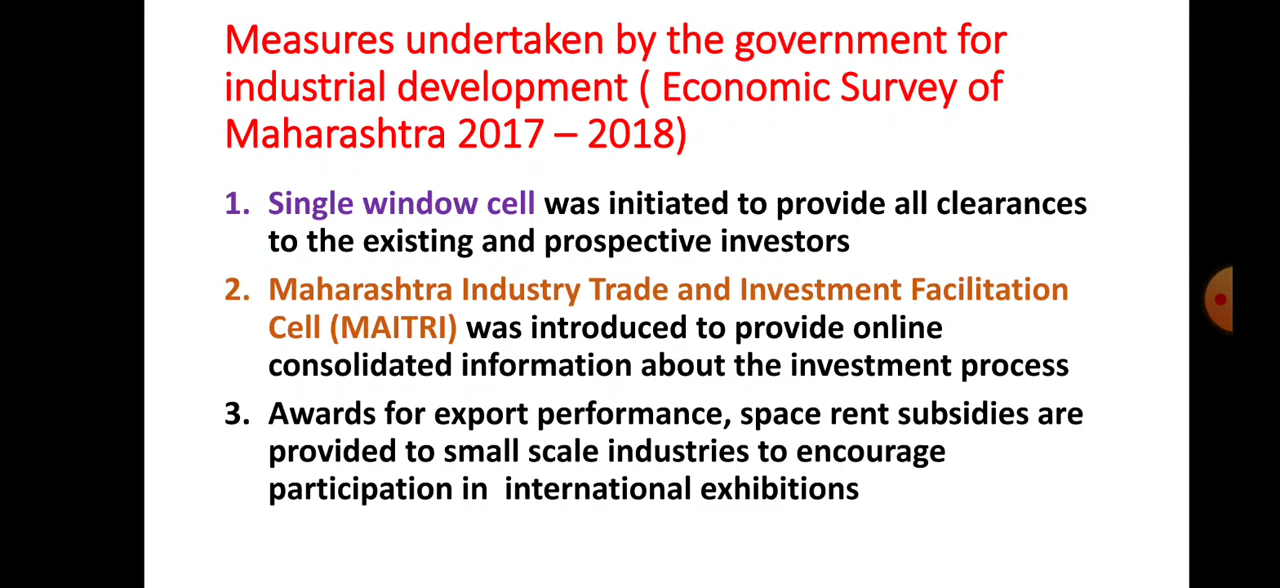 Measures undertaken by the government for
industrial development ( Economic Survey of
Maharashtra 2017 – 2018)
1. Single window cell was initiated to provide all clearances
to the existing and prospective investors
2. Maharashtra Industry Trade and Investment Facilitation
Cell (MAITRI) was introduced to provide online
consolidated information about the investment process
3. Awards for export performance, space rent subsidies are
provided to small scale industries to encourage
participation in  international exhibitions